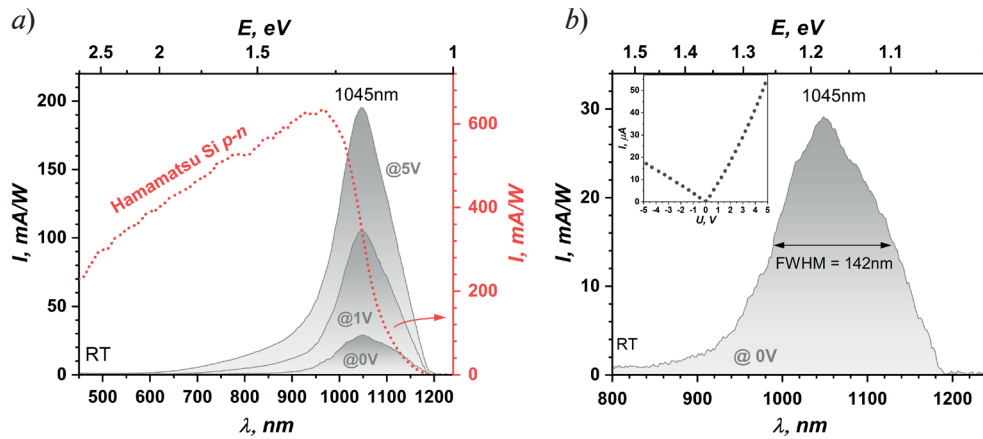 a)
E, eV
2.5 2 1.5 1
1045nm
Hamamatsu Si p-n
@5V
@1V
@0V
RT
I, mA/W
200
150
100
50
0
I, mA/W
600
400
200
0
500 600 700 800 900 1000 1100 1200
λ, nm
b)
E, eV
1.5 1.4 1.3 1.2 1.1
1045nm
I, μA
50
40
30
20
10
0
-5 -4 -3 -2 -1 0 1 2 3 4 5
U, V
FWHM = 142nm
@ 0V
RT
I, mA/W
30
20
10
0
800 900 1000 1100 1200
λ, nm